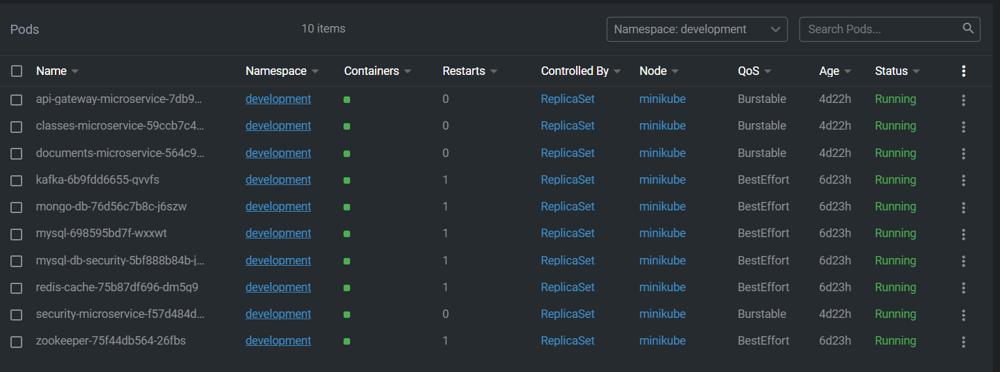 Pods 10 items Namespace: development Search Pods...
Name Namespace Containers Restarts Controlled By Node QoS Age Status
api-gateway-microservice-7db9... development 0 ReplicaSet minikube Burstable 4d22h Running
classes-microservice-59ccb7c4... development 0 ReplicaSet minikube Burstable 4d22h Running
documents-microservice-564c9... development 0 ReplicaSet minikube Burstable 4d22h Running
kafka-6b9fdd6655-gvvfs development 1 ReplicaSet minikube BestEffort 6d23h Running
mongo-db-76d56c7b8c-j6szw development 1 ReplicaSet minikube BestEffort 6d23h Running
mysql-698595bd7f-wxxwt development 1 ReplicaSet minikube BestEffort 6d23h Running
mysql-db-security-5bf888b84b-j... development 1 ReplicaSet minikube BestEffort 6d23h Running
redis-cache-75b87df696-dm5g9 development 1 ReplicaSet minikube BestEffort 6d23h Running
security-microservice-f57d484d... development 0 ReplicaSet minikube Burstable 4d22h Running
zookeeper-75f44db564-26fbs development 1 ReplicaSet minikube BestEffort 6d23h Running